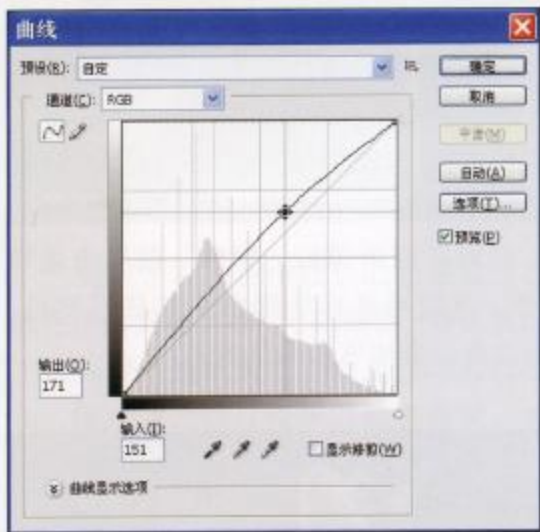 曲线
预设(R): 自定
确定
通道(C): RGB
取消
平滑(M)
自动(A)
选项(T)...
预览(P)
输出(O):
171
输入(I):
151
显示修剪(W)
曲线显示选项